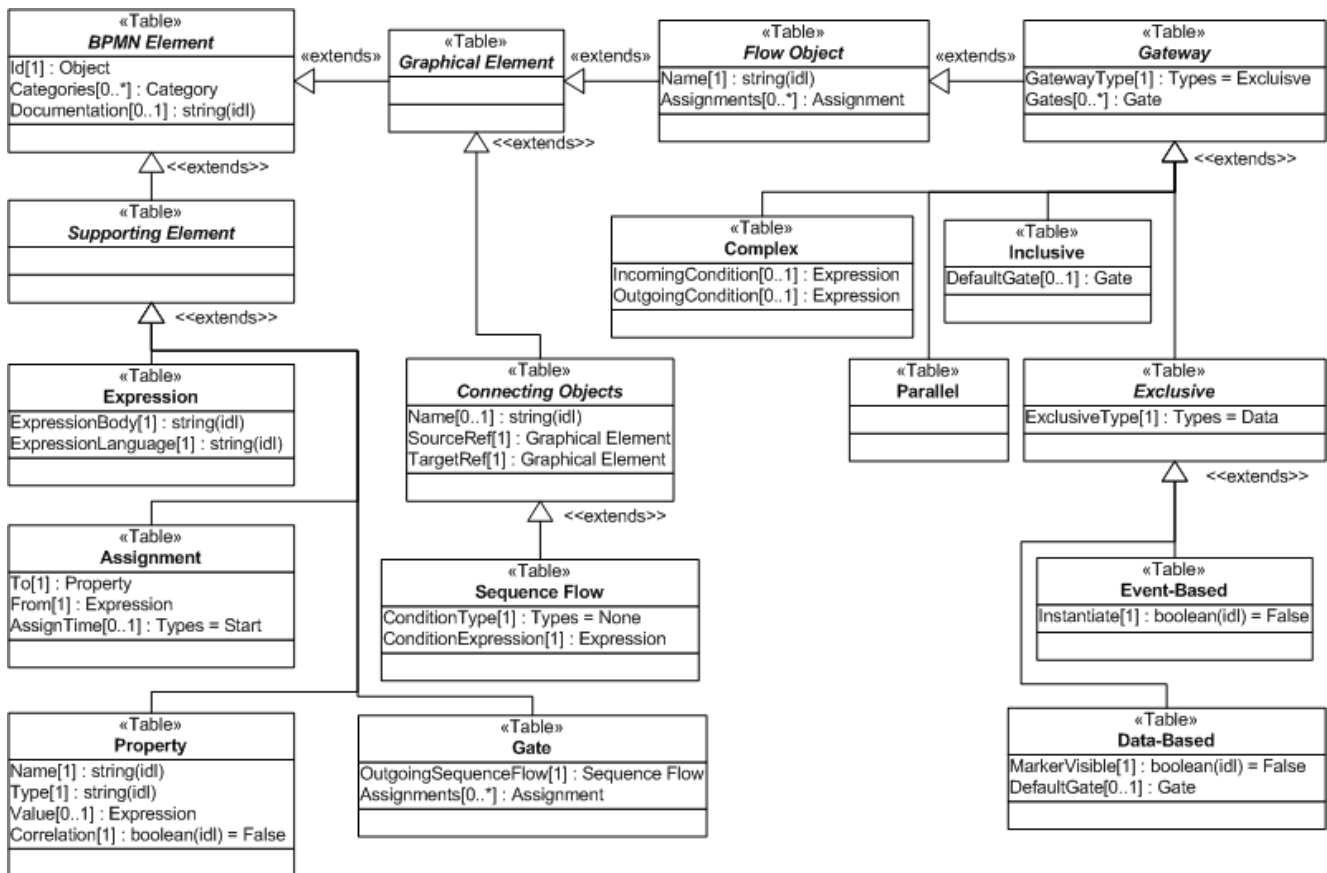 «Table»
BPMN Element
Id[1] : Object
Categories[0..*] : Category
Documentation[0..1] : string(idl)
«extends»
«Table»
Graphical Element
«extends»
«Table»
Flow Object
Name[1] : string(idl)
Assignments[0..*] : Assignment
«extends»
«Table»
Gateway
GatewayType[1] : Types = Excluisve
Gates[0..*] : Gate
<<extends>>
<<extends>>
<<extends>>
«Table»
Supporting Element
«Table»
Complex
IncomingCondition[0..1] : Expression
OutgoingCondition[0..1] : Expression
«Table»
Inclusive
DefaultGate[0..1] : Gate
<<extends>>
«Table»
Expression
ExpressionBody[1] : string(idl)
ExpressionLanguage[1] : string(idl)
«Table»
Connecting Objects
Name[0..1] : string(idl)
SourceRef[1] : Graphical Element
TargetRef[1] : Graphical Element
«Table»
Parallel
«Table»
Exclusive
ExclusiveType[1] : Types = Data
<<extends>>
<<extends>>
«Table»
Assignment
To[1] : Property
From[1] : Expression
AssignTime[0..1] : Types = Start
«Table»
Sequence Flow
ConditionType[1] : Types = None
ConditionExpression[1] : Expression
«Table»
Event-Based
Instantiate[1] : boolean(idl) = False
«Table»
Property
Name[1] : string(idl)
Type[1] : string(idl)
Value[0..1] : Expression
Correlation[1] : boolean(idl) = False
«Table»
Gate
OutgoingSequenceFlow[1] : Sequence Flow
Assignments[0..*] : Assignment
«Table»
Data-Based
MarkerVisible[1] : boolean(idl) = False
DefaultGate[0..1] : Gate